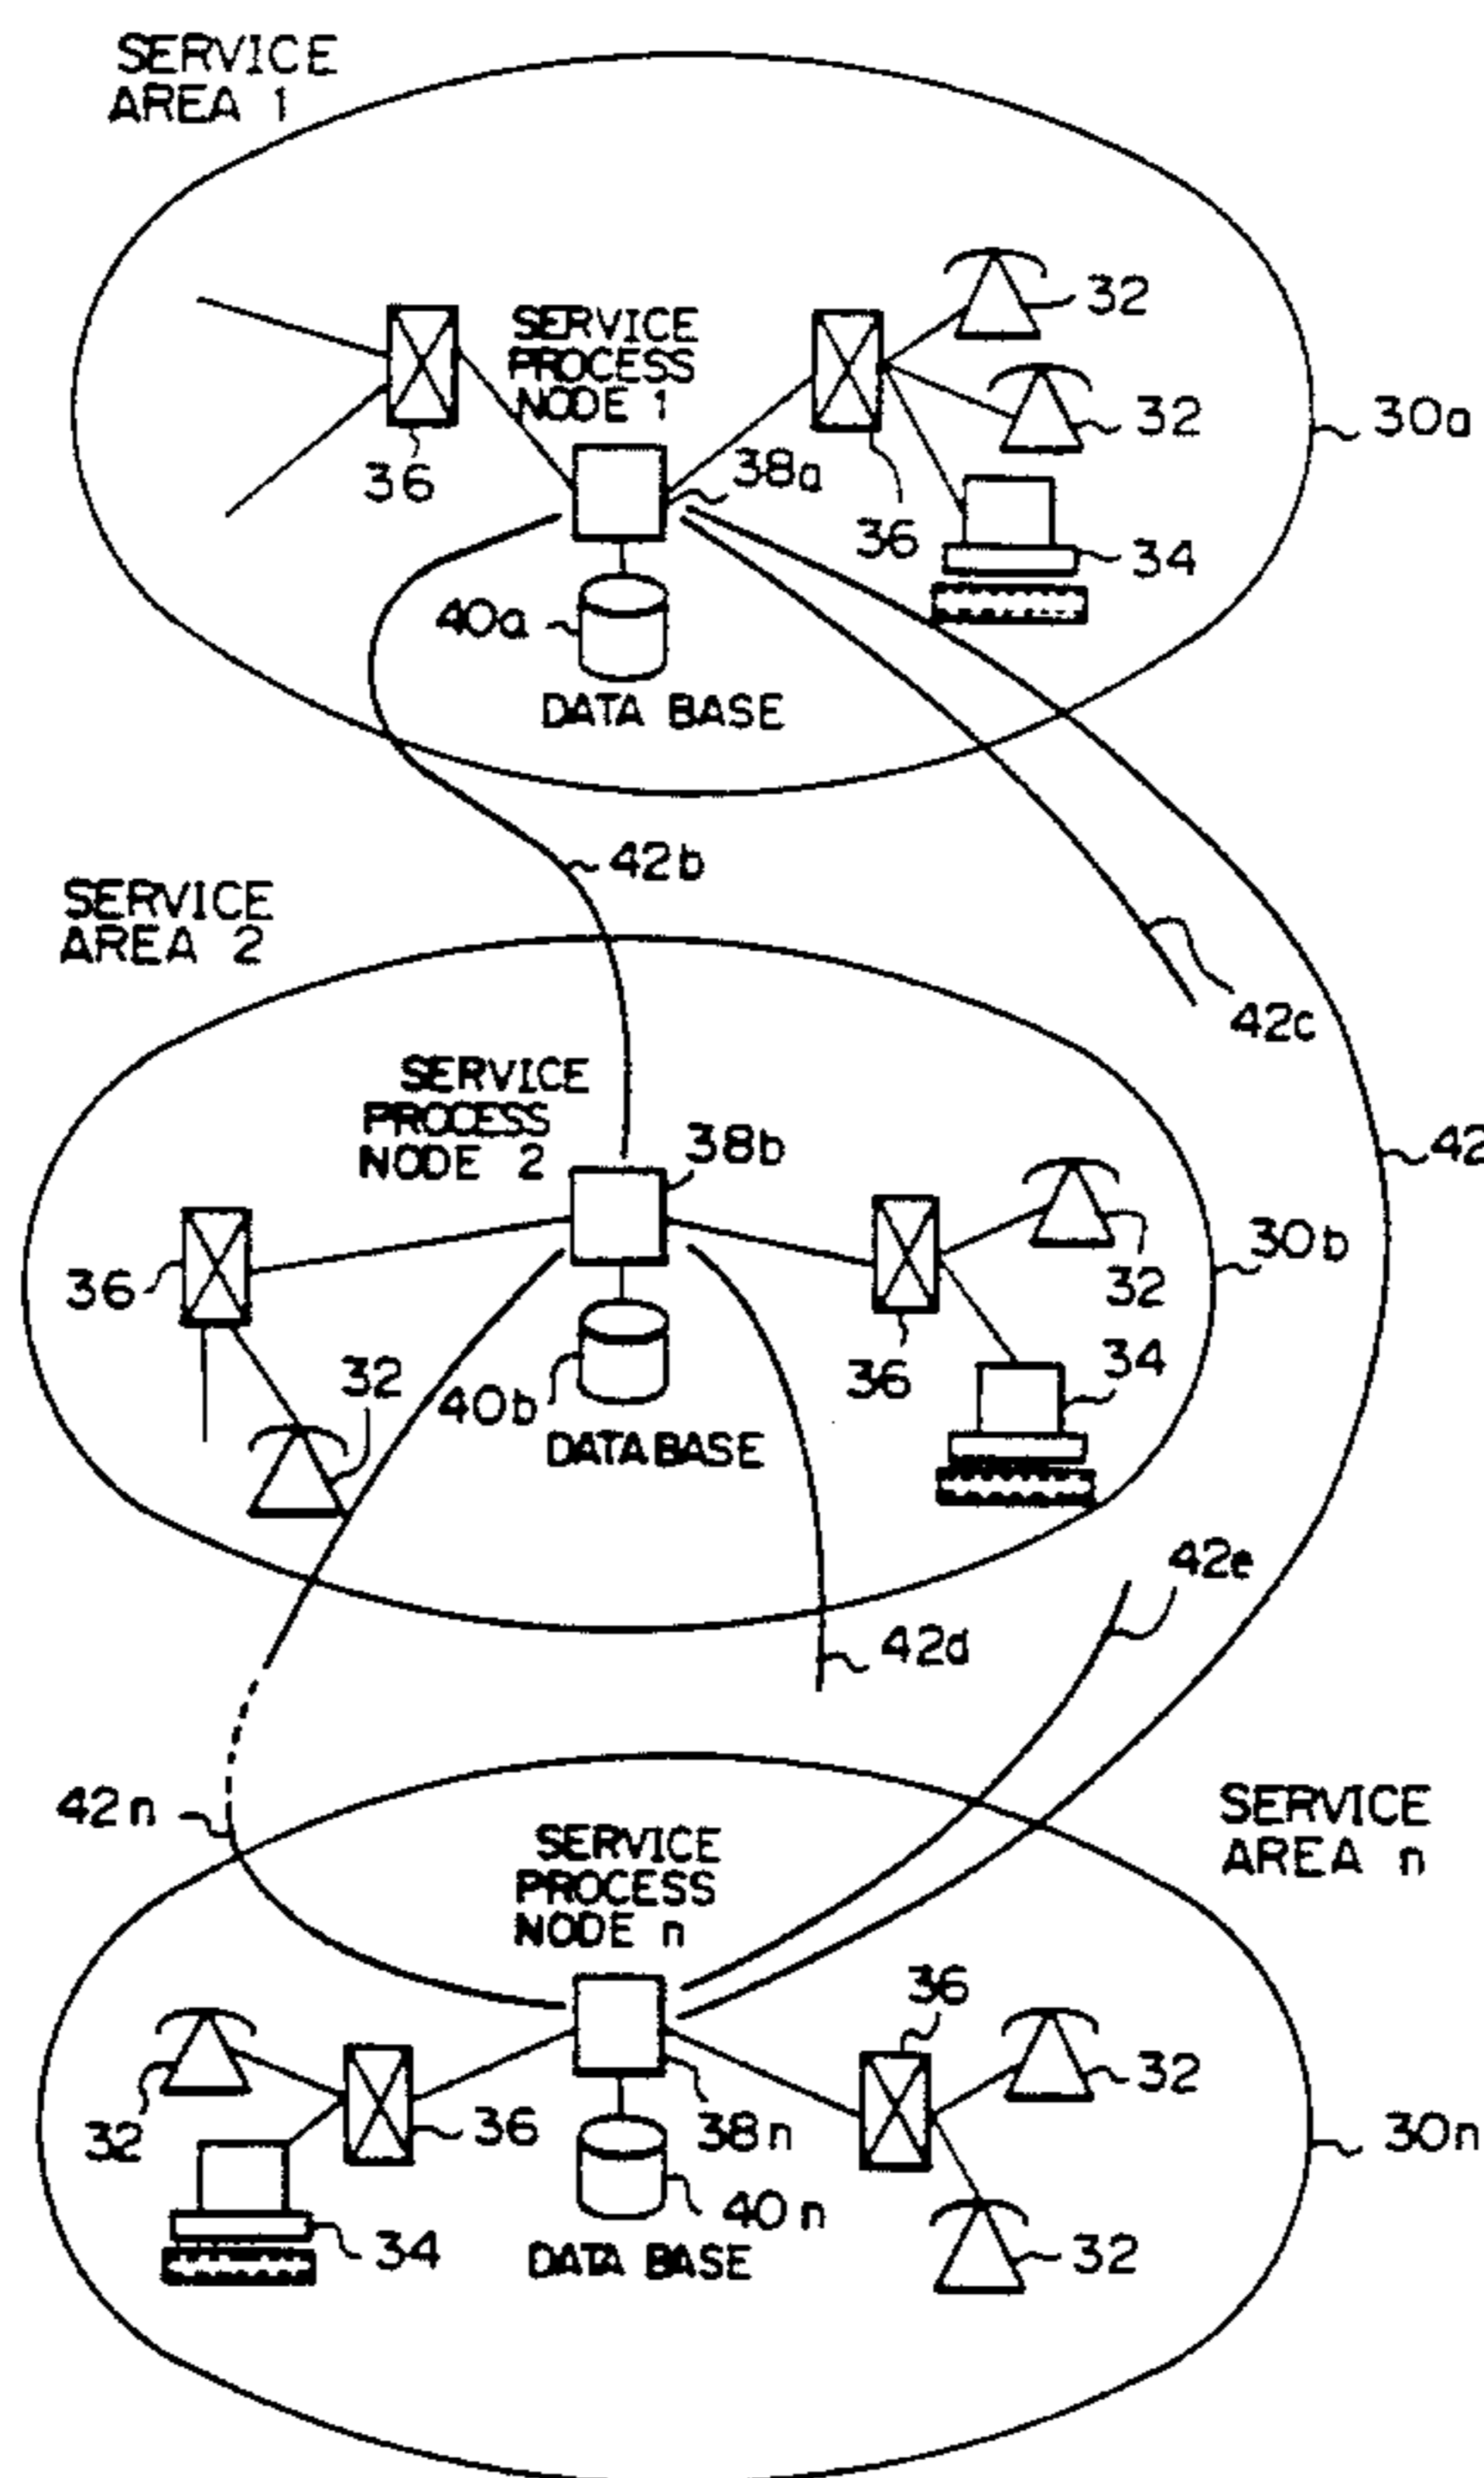 SERVICE
AREA 1
32
SERVICE
PROCESS
NODE 1
32
30a
36
38a
36
34
40a
DATA BASE
42b
SERVICE
AREA 2
42c
SERVICE
PROCESS
NODE 2
38b
42
30b
36
32
32
36
34
40b
DATABASE
42e
42d
42n
SERVICE
AREA n
SERVICE
PROCESS
NODE n
36
32
32
36
38n
30n
40n
34
DATA BASE
32